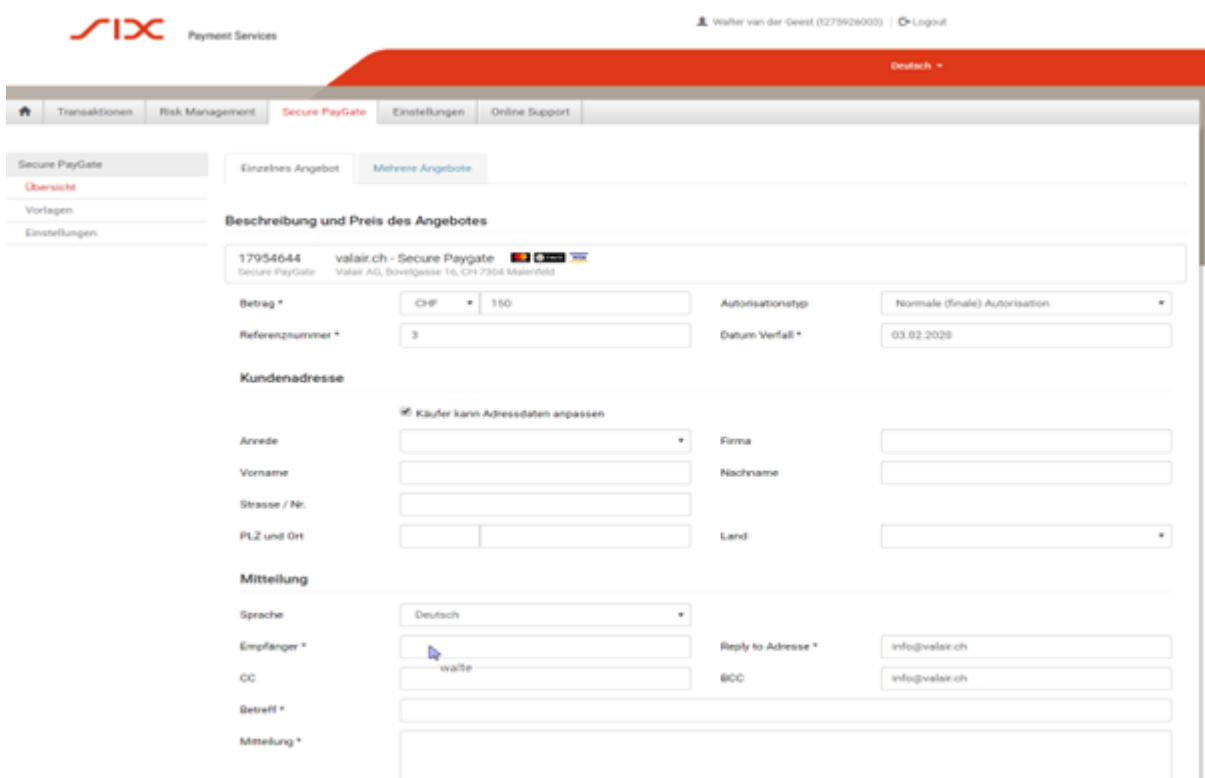 SIX Payment Services
Walter van der Geest (t275926003) Logout
Deutsch
Transaktionen Risk Management Secure PayGate Einstellungen Online Support
Secure PayGate
Übersicht
Vorlagen
Einstellungen
Einzelnes Angebot Mehrere Angebote
Beschreibung und Preis des Angebotes
17954644 valair.ch - Secure Paygate
Secure PayGate Valair AG, Bovelgasse 16, CH-7304 Maienfeld
Betrag * CHF 150 Autorisationstyp Normale (finale) Autorisation
Referenznummer * 3 Datum Verfall * 03.02.2020
Kundenadresse
Käufer kann Adressdaten anpassen
Anrede Firma
Vorname Nachname
Strasse / Nr.
PLZ und Ort Land
Mitteilung
Sprache Deutsch
Empfänger * Reply to Adresse * info@valair.ch
walte
CC BCC info@valair.ch
Betreff *
Mitteilung *